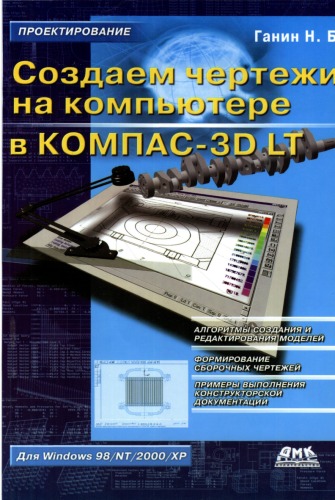 ПРОЕКТИРОВАНИЕ
Ганин Н. Б
Создаем чертежи
на компьютере
в КОМПАС-3D LT
АЛГОРИТМЫ СОЗДАНИЯ И
РЕДАКТИРОВАНИЯ МОДЕЛЕЙ
ФОРМИРОВАНИЕ
СБОРОЧНЫХ ЧЕРТЕЖЕЙ
ПРИМЕРЫ ВЫПОЛНЕНИЯ
КОНСТРУКТОРСКОЙ
ДОКУМЕНТАЦИИ
Для Windows 98/NT/2000/XP
ДМК